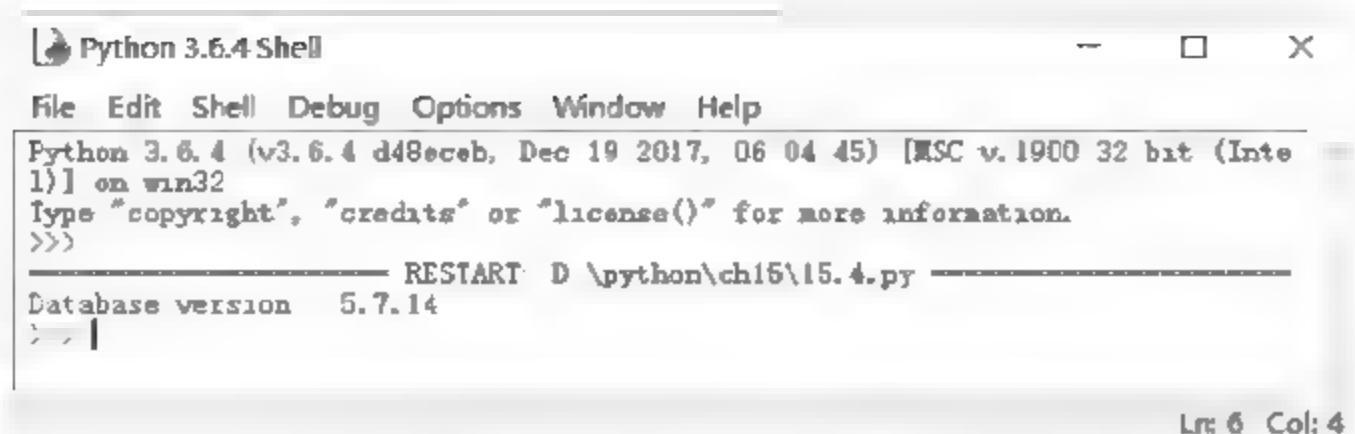 Python 3.6.4 Shell
File Edit Shell Debug Options Window Help
Python 3.6.4 (v3.6.4 d48eceb, Dec 19 2017, 06 04 45) [MSC v.1900 32 bit (Inte
l)] on win32
Type "copyright", "credits" or "license()" for more information.
>>>
RESTART D \python\ch15\15.4.py
Database version 5.7.14
>>>
Ln: 6 Col: 4